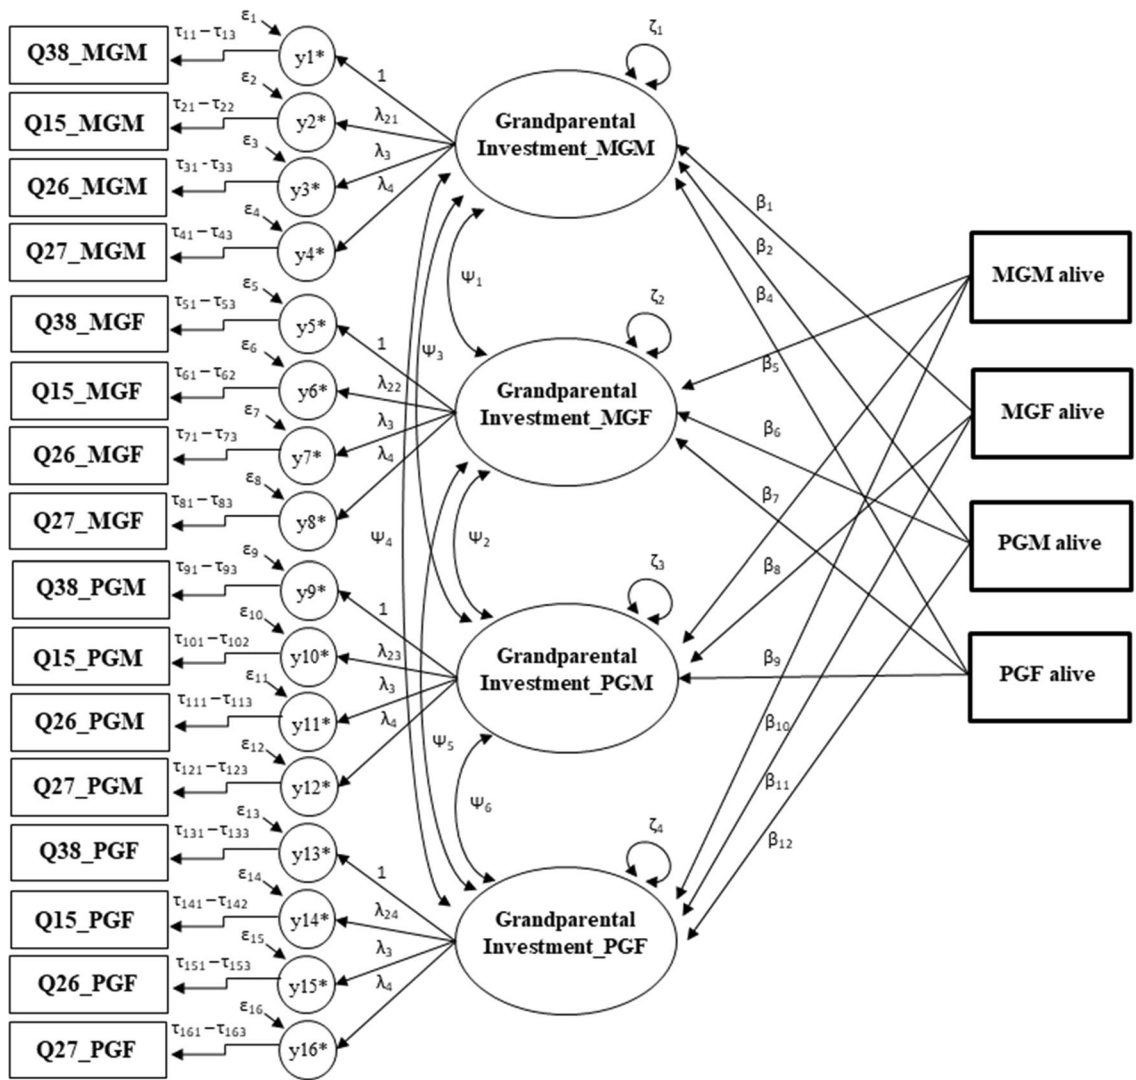 Q38_MGM
τ₁₁−τ₁₃
ε₁
y1*
Q15_MGM
τ₂₁−τ₂₂
ε₂
y2*
Q26_MGM
τ₃₁-τ₃₃
ε₃
y3*
Q27_MGM
τ₄₁−τ₄₃
ε₄
y4*
1
λ₂₁
λ₃
λ₄
Grandparental
Investment_MGM
ζ₁
Q38_MGF
τ₅₁−τ₅₃
ε₅
y5*
Q15_MGF
τ₆₁−τ₆₂
ε₆
y6*
Q26_MGF
τ₇₁−τ₇₃
ε₇
y7*
Q27_MGF
τ₈₁−τ₈₃
ε₈
y8*
1
λ₂₂
λ₃
λ₄
Grandparental
Investment_MGF
ζ₂
Q38_PGM
τ₉₁−τ₉₃
ε₉
y9*
Q15_PGM
τ₁₀₁−τ₁₀₂
ε₁₀
y10*
Q26_PGM
τ₁₁₁−τ₁₁₃
ε₁₁
y11*
Q27_PGM
τ₁₂₁−τ₁₂₃
ε₁₂
y12*
1
λ₂₃
λ₃
λ₄
Grandparental
Investment_PGM
ζ₃
Q38_PGF
τ₁₃₁−τ₁₃₃
ε₁₃
y13*
Q15_PGF
τ₁₄₁−τ₁₄₂
ε₁₄
y14*
Q26_PGF
τ₁₅₁−τ₁₅₃
ε₁₅
y15*
Q27_PGF
τ₁₆₁−τ₁₆₃
ε₁₆
y16*
1
λ₂₄
λ₃
λ₄
Grandparental
Investment_PGF
ζ₄
Ψ₁
Ψ₃
Ψ₄
Ψ₂
Ψ₅
Ψ₆
β₁
β₂
β₄
β₅
β₆
β₇
β₈
β₉
β₁₀
β₁₁
β₁₂
MGM alive
MGF alive
PGM alive
PGF alive